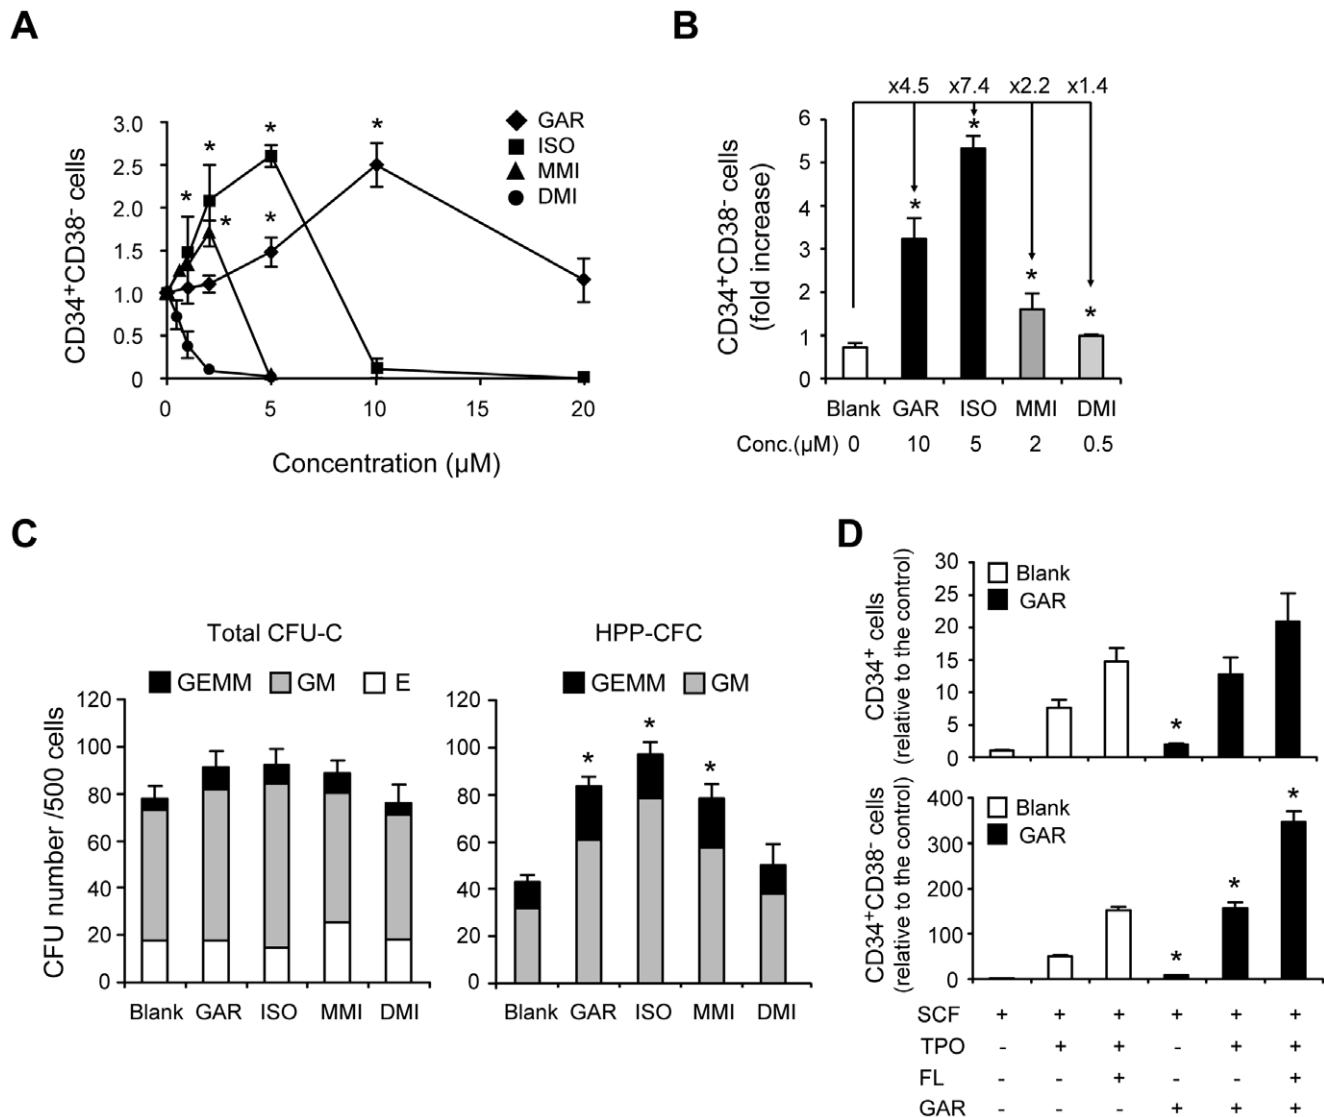 A
CD34+CD38- cells
3.0
2.5
2.0
1.5
1.0
0.5
0
* * * * * *
GAR
ISO
MMI
DMI
0 5 10 15 20
Concentration (µM)
B
CD34+CD38- cells
(fold increase)
x4.5 x7.4 x2.2 x1.4
6
5
4
3
2
1
0
* * * *
Blank GAR ISO MMI DMI
Conc.(µM) 0 10 5 2 0.5
C
CFU number /500 cells
Total CFU-C
GEMM GM E
120
100
80
60
40
20
0
Blank GAR ISO MMI DMI
HPP-CFC
GEMM GM
120
100
80
60
40
20
0
* * *
Blank GAR ISO MMI DMI
D
CD34+ cells
(relative to the control)
30
25
20
15
10
5
0
Blank
GAR
*
CD34+CD38- cells
(relative to the control)
400
300
200
100
0
Blank
GAR
* * *
SCF + + + + + +
TPO - + + - + +
FL - - + - - +
GAR - - - + + +